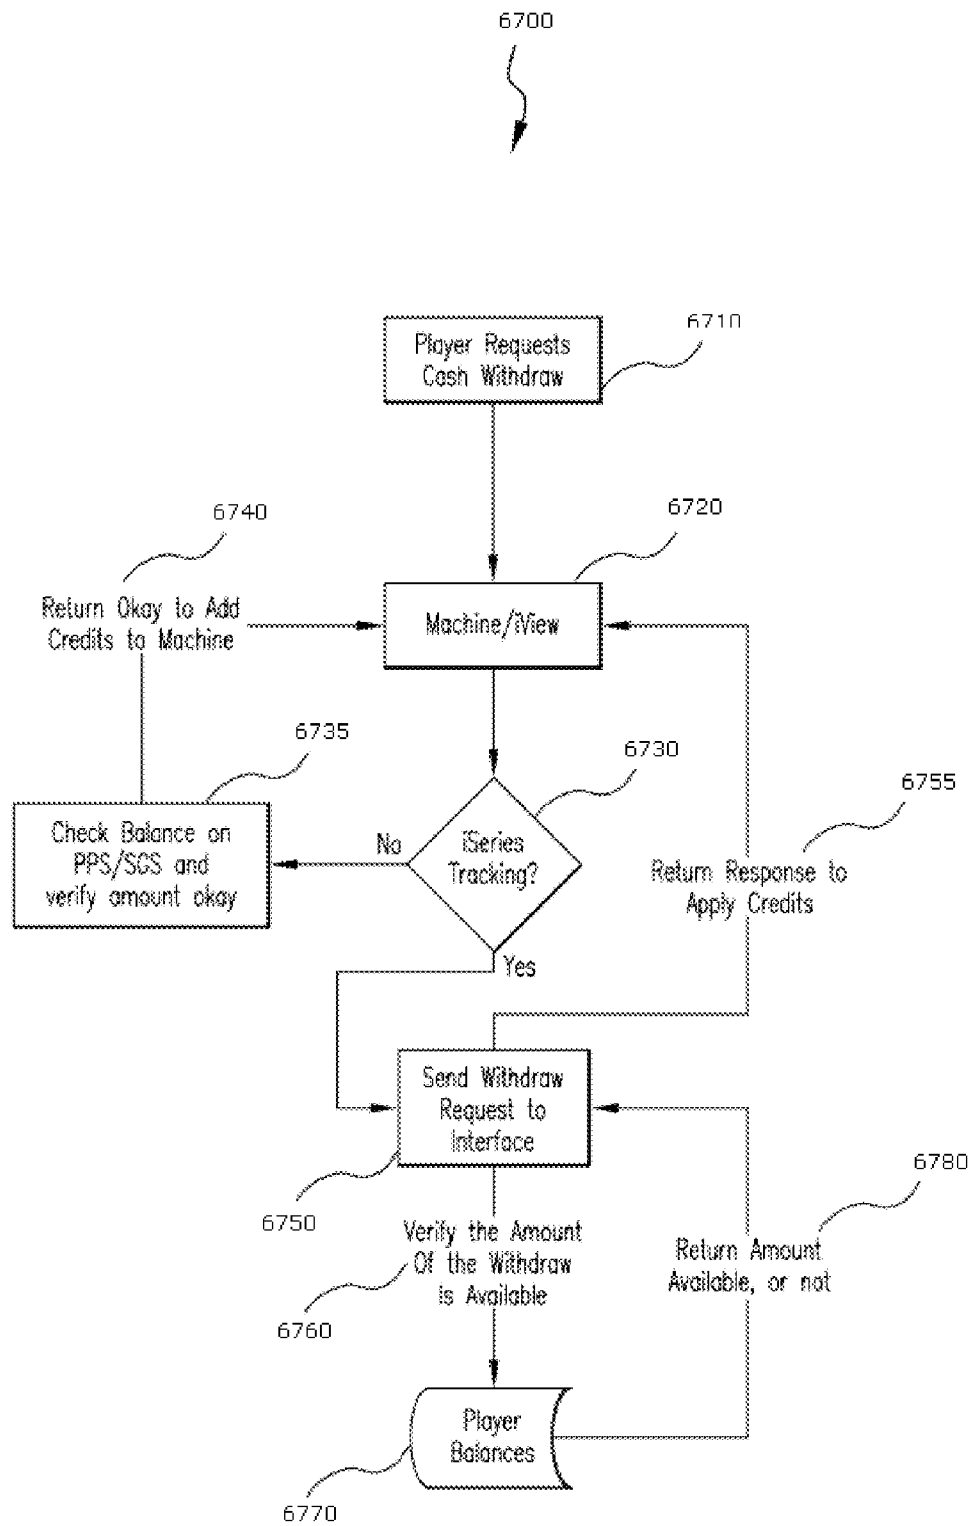 6700
Player Requests
Cash Withdraw
6710
6740
6720
Return Okay to Add
Credits to Machine
Machine/iView
6735
6730
6755
Check Balance on
PPS/SGS and
verify amount okay
No
iSeries
Tracking?
Return Response to
Apply Credits
Yes
Send Withdraw
Request to
Interface
6750
6780
Verify the Amount
Of the Withdraw
is Available
Return Amount
Available, or not
6760
Player
Balances
6770